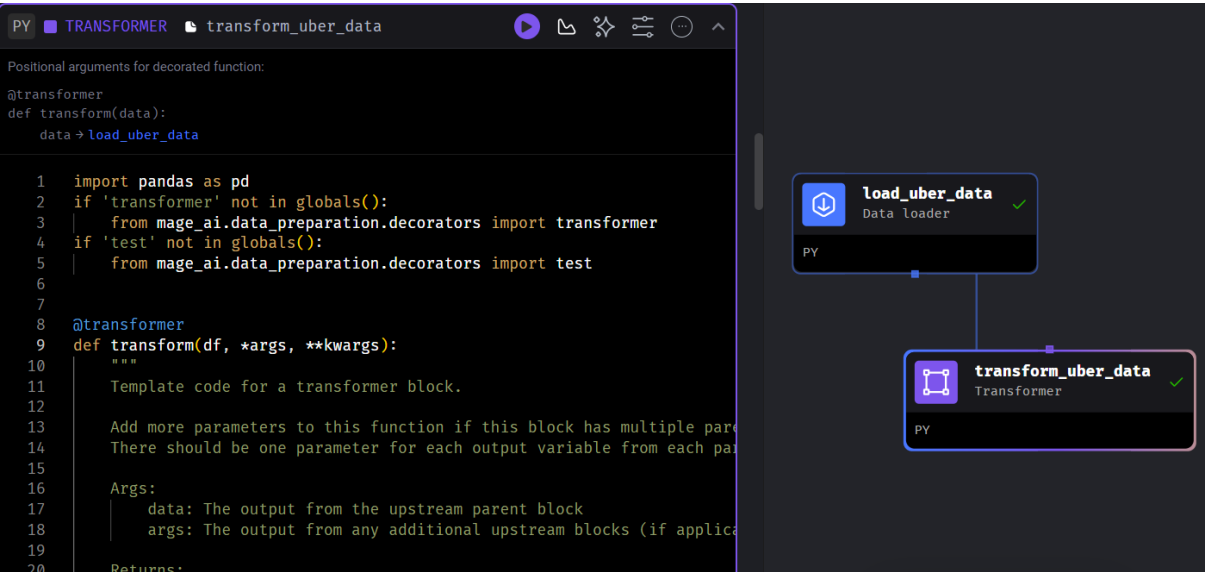 PY TRANSFORMER transform_uber_data
Positional arguments for decorated function:
@transformer
def transform(data):
data → load_uber_data
1 import pandas as pd
2 if 'transformer' not in globals():
3 from mage_ai.data_preparation.decorators import transformer
4 if 'test' not in globals():
5 from mage_ai.data_preparation.decorators import test
6
7
8 @transformer
9 def transform(df, *args, **kwargs):
10 """
11 Template code for a transformer block.
12
13 Add more parameters to this function if this block has multiple pare
14 There should be one parameter for each output variable from each pa
15
16 Args:
17 data: The output from the upstream parent block
18 args: The output from any additional upstream blocks (if applica
19
20 Returns:
load_uber_data
Data loader
PY
transform_uber_data
Transformer
PY